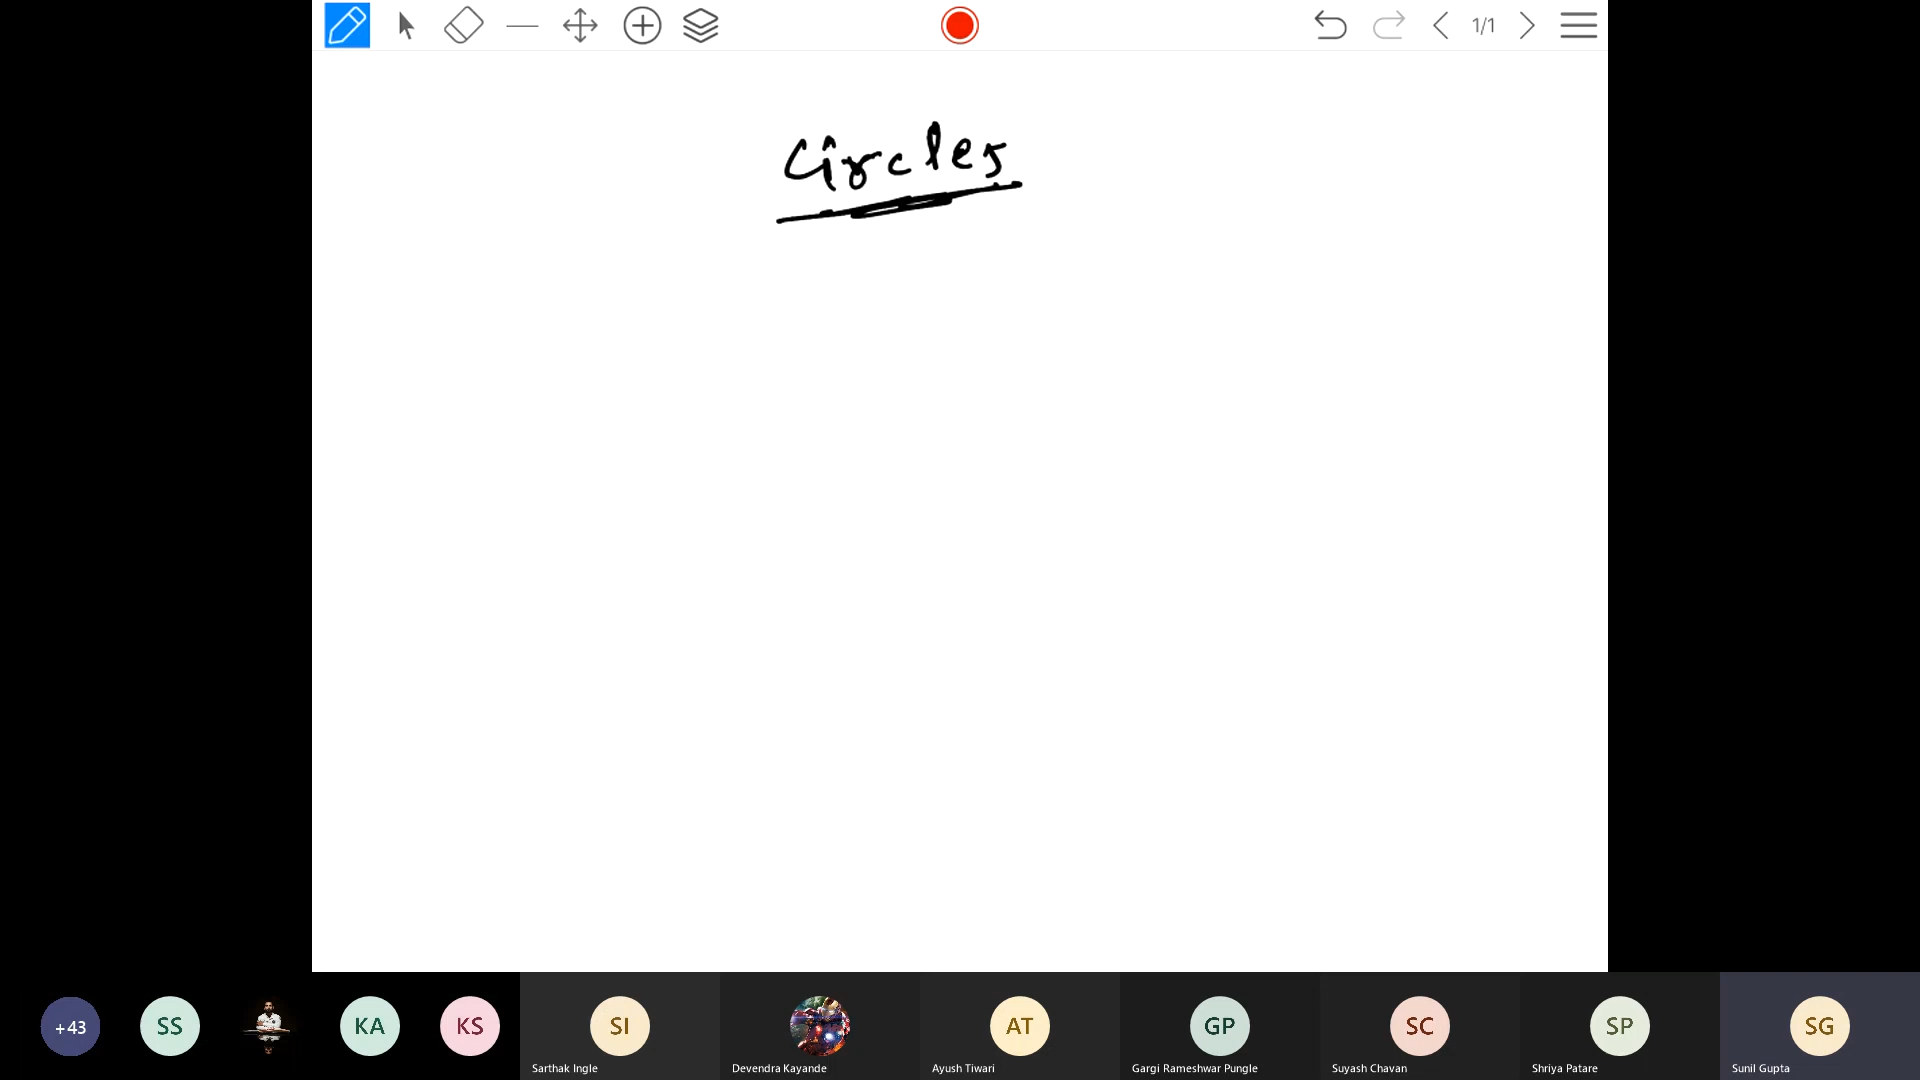 1/1
Circles
+43
SS
KA
KS
SI
AT
GP
SC
SP
SG
Sarthak Ingle
Devendra Kayande
Ayush Tiwari
Gargi Rameshwar Pungle
Suyash Chavan
Shriya Patare
Sunil Gupta